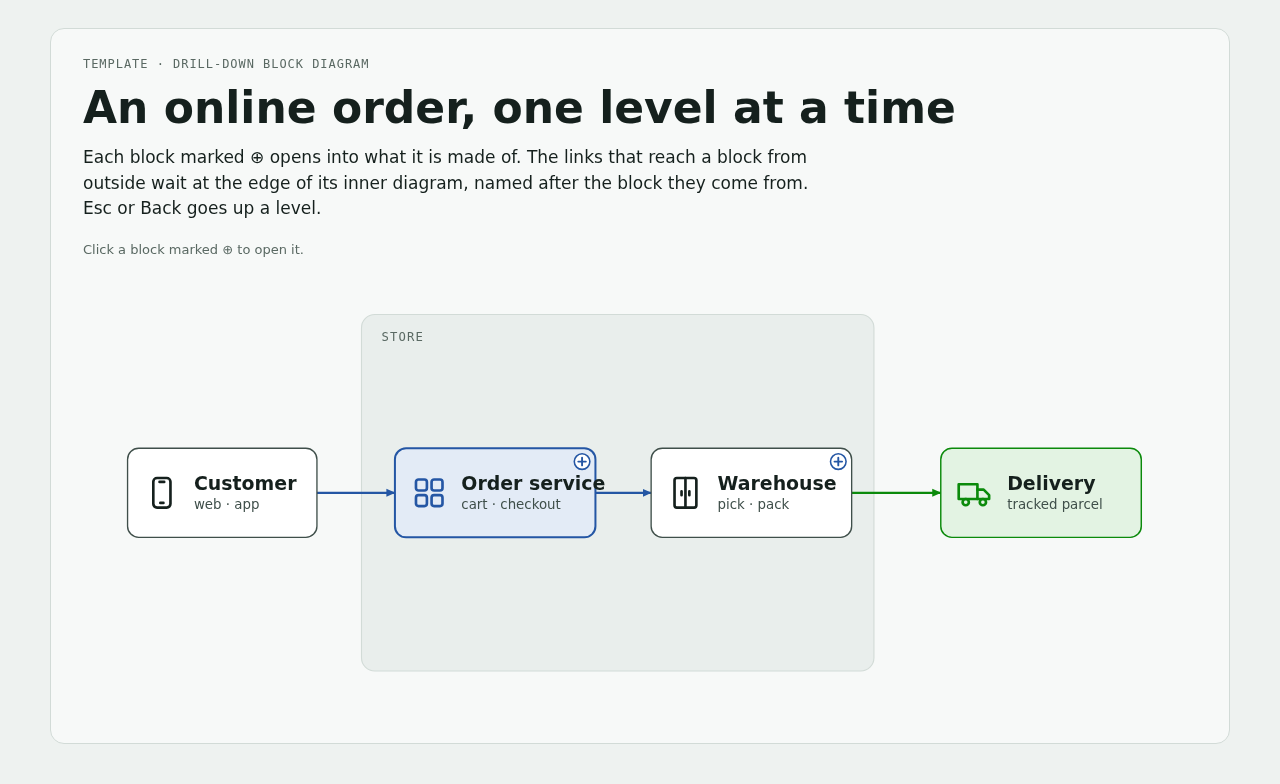 TEMPLATE · DRILL-DOWN BLOCK DIAGRAM
An online order, one level at a time
Each block marked ⊕ opens into what it is made of. The links that reach a block from
outside wait at the edge of its inner diagram, named after the block they come from.
Esc or Back goes up a level.
Click a block marked ⊕ to open it.
STORE
Customer
web · app
Order service
cart · checkout
Warehouse
pick · pack
Delivery
tracked parcel